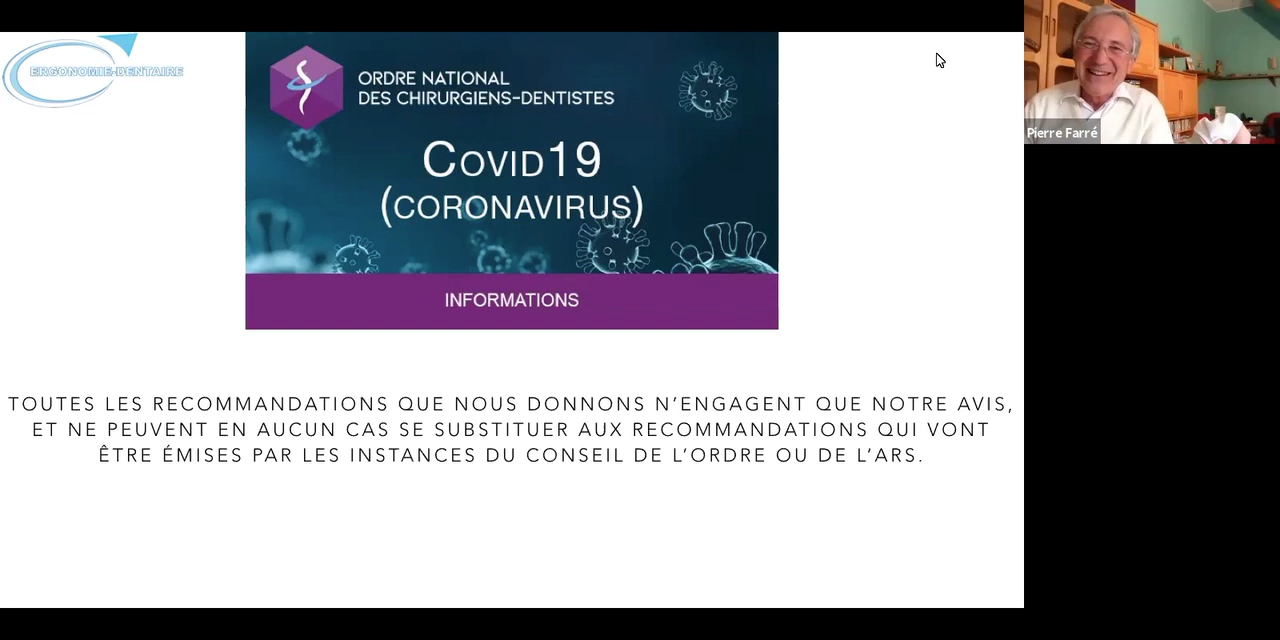 ERGONOMIE-DENTAIRE
ORDRE NATIONAL
DES CHIRURGIENS-DENTISTES
COVID19
(CORONAVIRUS)
INFORMATIONS
Pierre Farré
TOUTES LES RECOMMANDATIONS QUE NOUS DONNONS N’ENGAGENT QUE NOTRE AVIS,
ET NE PEUVENT EN AUCUN CAS SE SUBSTITUER AUX RECOMMANDATIONS QUI VONT
ÊTRE ÉMISES PAR LES INSTANCES DU CONSEIL DE L’ORDRE OU DE L’ARS.